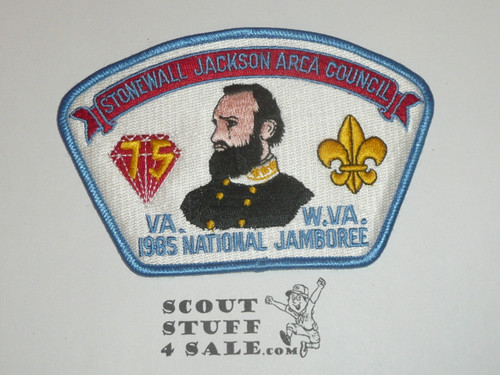 STONEWALL JACKSON AREA COUNCIL
75
VA. W.VA.
1985 NATIONAL JAMBOREE
SCOUT
STUFF
4 SALE.COM